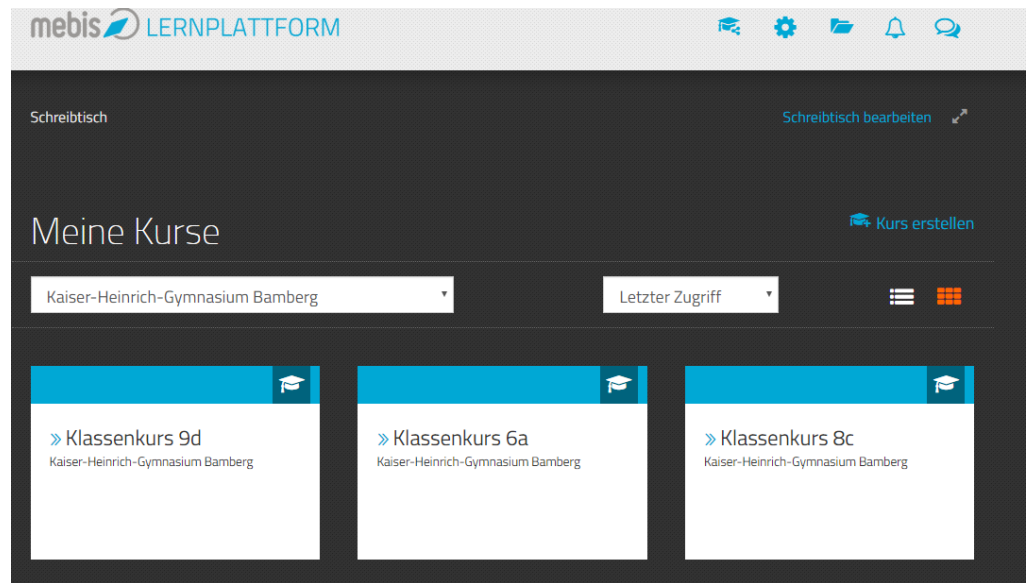 mebis LERNPLATTFORM
Schreibtisch
Schreibtisch bearbeiten
Meine Kurse
Kurs erstellen
Kaiser-Heinrich-Gymnasium Bamberg
Letzter Zugriff
» Klassenkurs 9d
Kaiser-Heinrich-Gymnasium Bamberg
» Klassenkurs 6a
Kaiser-Heinrich-Gymnasium Bamberg
» Klassenkurs 8c
Kaiser-Heinrich-Gymnasium Bamberg